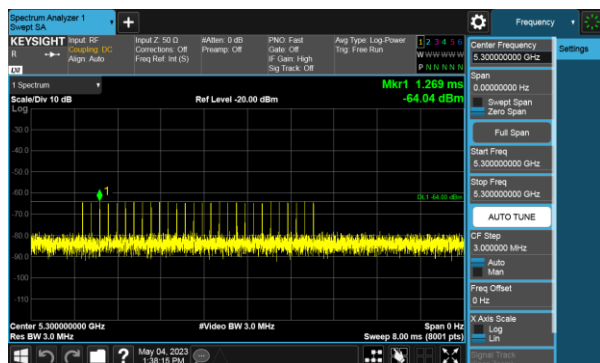 Spectrum Analyzer 1
Swept SA
Frequency
KEYSIGHT
Input: RF
Coupling: DC
Align: Auto
Input Z: 50 Ω
Corrections: Off
Freq Ref: Int (S)
#Atten: 0 dB
Preamp: Off
PNO: Fast
Gate: Off
IF Gain: High
Sig Track: Off
Avg Type: Log-Power
Trig: Free Run
1 2 3 4 5 6
W W W W W W
P N N N N N
R
LXI
Center Frequency
5.300000000 GHz
Settings
Span
0.00000000 Hz
Swept Span
Zero Span
Full Span
Start Freq
5.300000000 GHz
Stop Freq
5.300000000 GHz
AUTO TUNE
CF Step
3.000000 MHz
Auto
Man
Freq Offset
0 Hz
X Axis Scale
Log
Lin
Signal Track
1 Spectrum
Scale/Div 10 dB
Ref Level -20.00 dBm
Mkr1 1.269 ms
-64.04 dBm
Log
-30.0
-40.0
-50.0
-60.0
-70.0
-80.0
-90.0
-100
-110
1
DL1 -64.00 dBm
Center 5.300000000 GHz
Res BW 3.0 MHz
#Video BW 3.0 MHz
Span 0 Hz
Sweep 8.00 ms (8001 pts)
?
May 04, 2023
1:38:15 PM